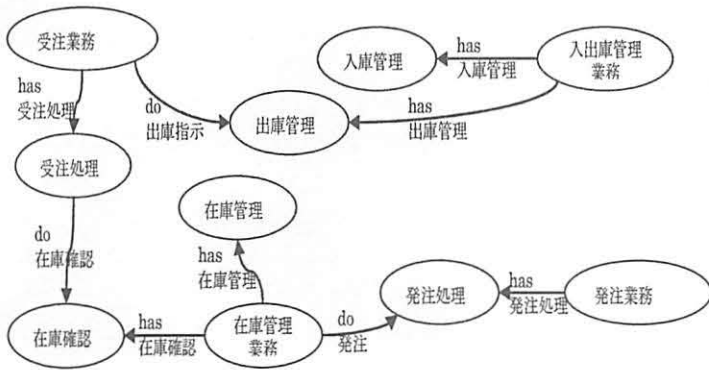 受注業務
has
受注処理
do
出庫指示
出庫管理
入庫管理
has
入庫管理
入出庫管理
業務
has
出庫管理
受注処理
do
在庫確認
在庫確認
在庫管理
has
在庫管理
has
在庫確認
在庫管理
業務
do
発注
発注処理
has
発注処理
発注業務